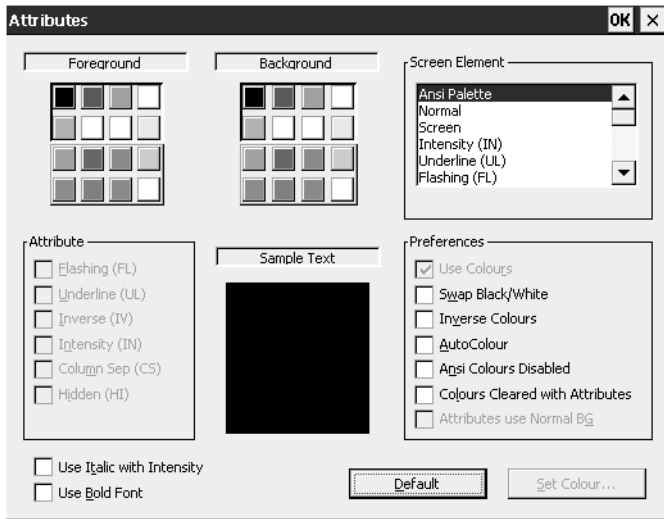 Attributes OK ×
Foreground
Background
Screen Element
Ansi Palette
Normal
Screen
Intensity (IN)
Underline (UL)
Flashing (FL)
Attribute
Flashing (FL)
Underline (UL)
Inverse (IV)
Intensity (IN)
Column Sep (CS)
Hidden (HI)
Sample Text
Preferences
Use Colours
Swap Black/White
Inverse Colours
AutoColour
Ansi Colours Disabled
Colours Cleared with Attributes
Attributes use Normal BG
Use Italic with Intensity
Use Bold Font
Default
Set Colour...